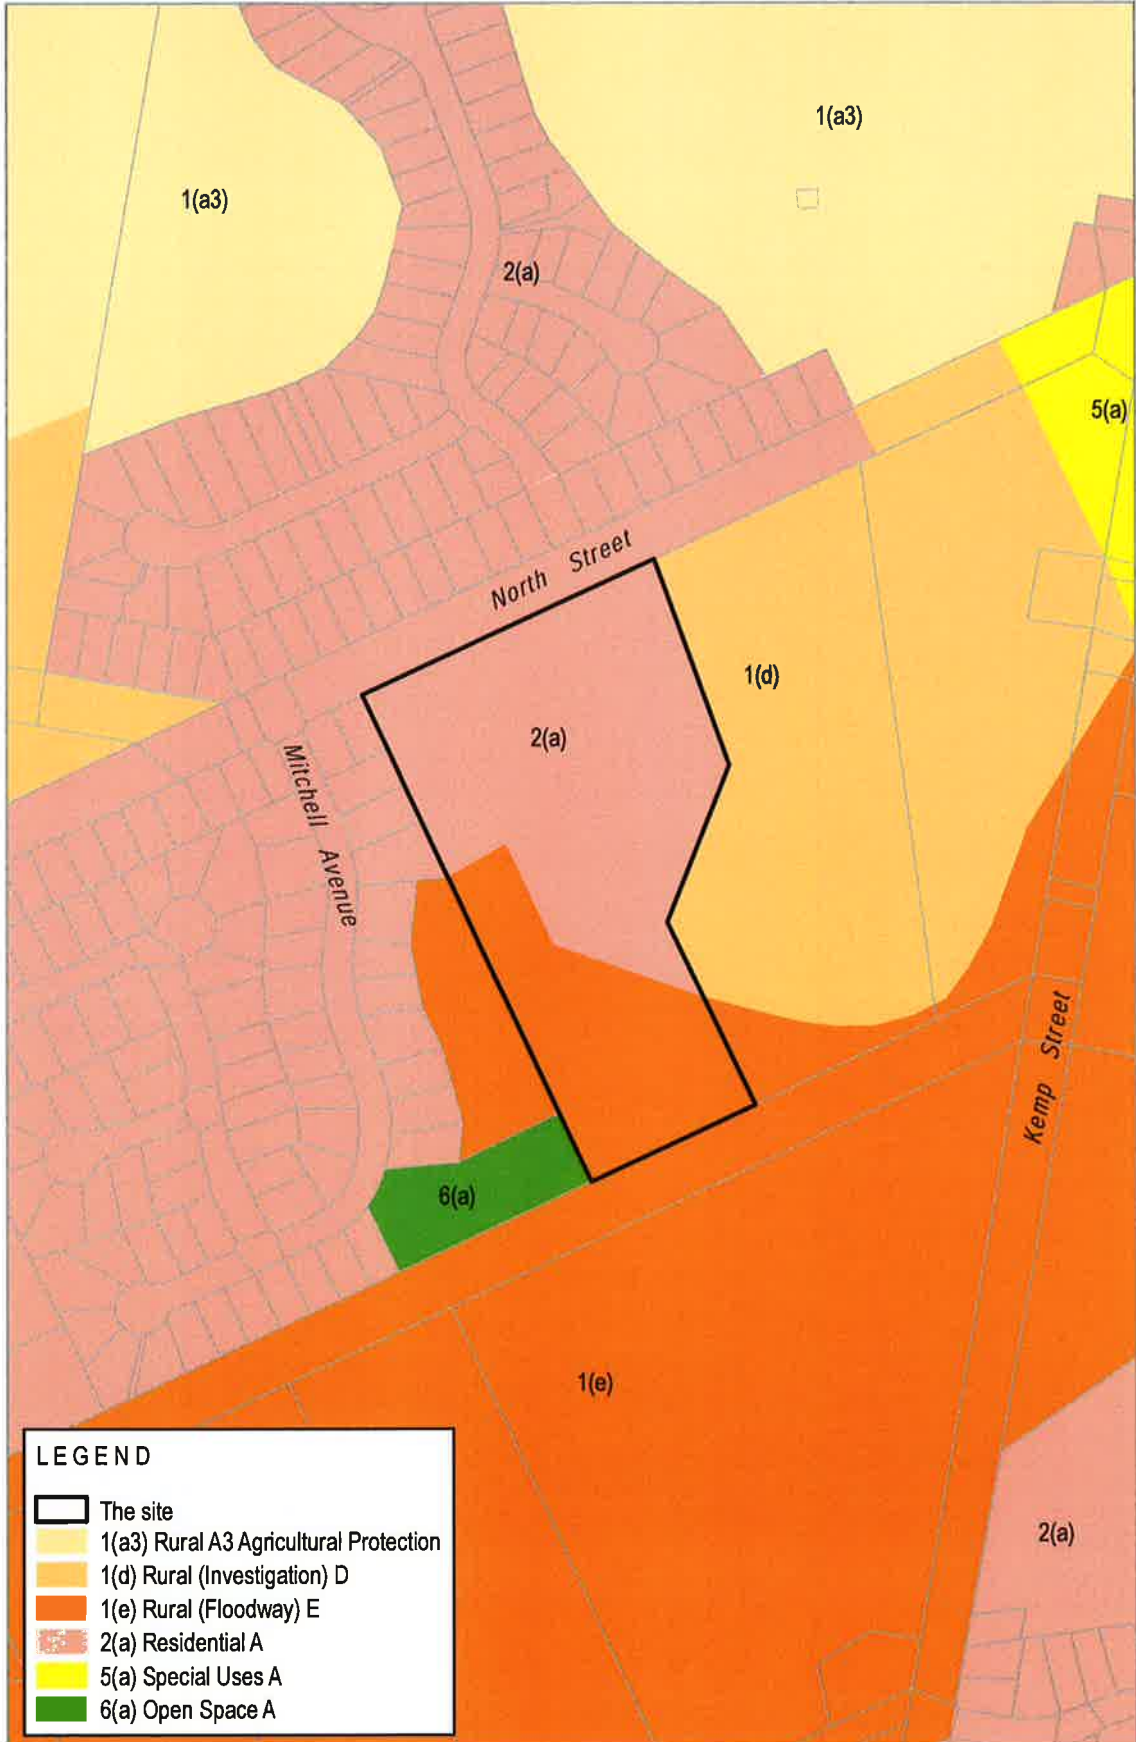 1(a3)
1(a3)
2(a)
5(a)
North Street
1(d)
2(a)
Mitchell Avenue
Kemp Street
6(a)
1(e)
2(a)
LEGEND
The site
1(a3) Rural A3 Agricultural Protection
1(d) Rural (Investigation) D
1(e) Rural (Floodway) E
2(a) Residential A
5(a) Special Uses A
6(a) Open Space A